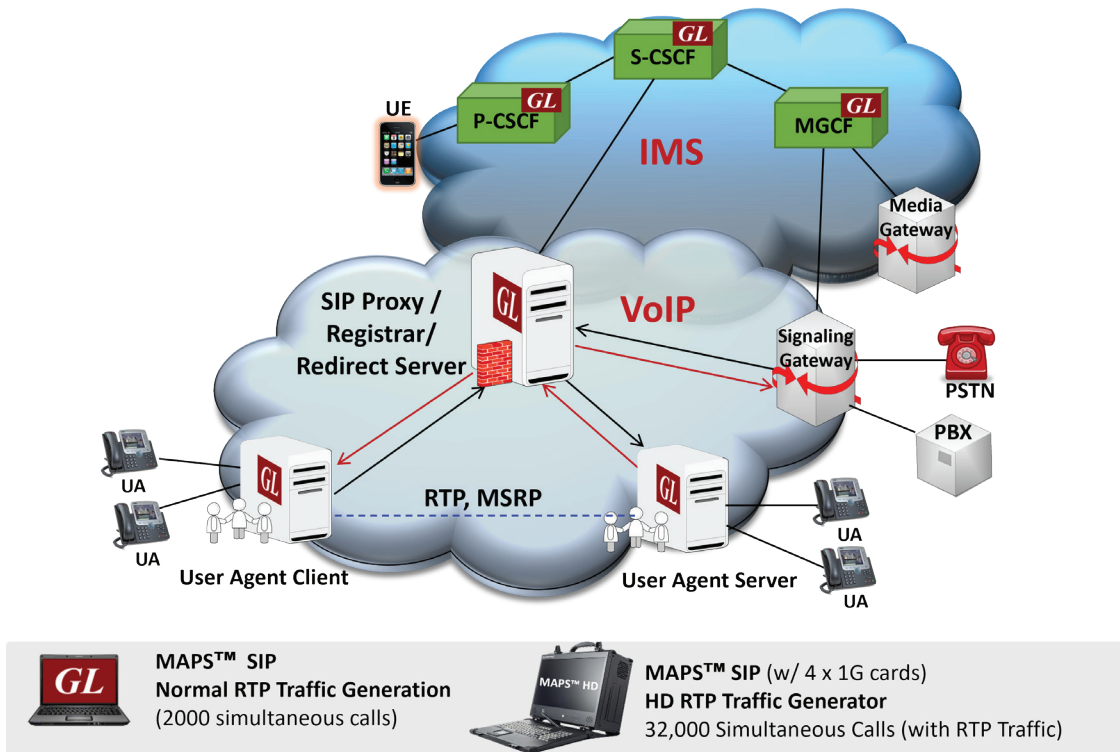 GL
S-CSCF
GL
P-CSCF
GL
MGCF
UE
IMS
Media
Gateway
SIP Proxy /
Registrar/
Redirect Server
GL
VoIP
Signaling
Gateway
PSTN
PBX
UA
UA
GL
RTP, MSRP
GL
UA
UA
User Agent Client
User Agent Server
GL
MAPS™ SIP
Normal RTP Traffic Generation
(2000 simultaneous calls)
MAPS™ HD
MAPS™ SIP (w/ 4 x 1G cards)
HD RTP Traffic Generator
32,000 Simultaneous Calls (with RTP Traffic)